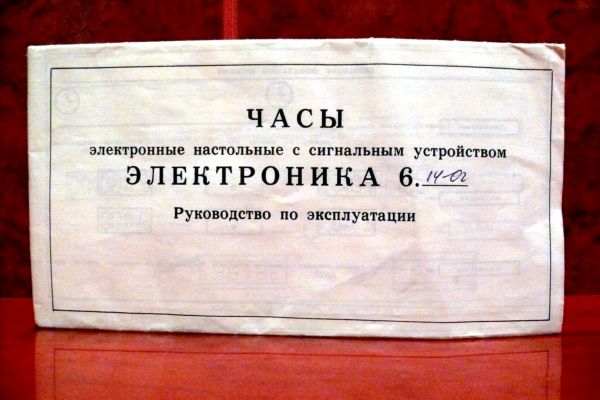 ЧАСЫ
электронные настольные с сигнальным устройством
ЭЛЕКТРОНИКА 6.14-02
Руководство по эксплуатации